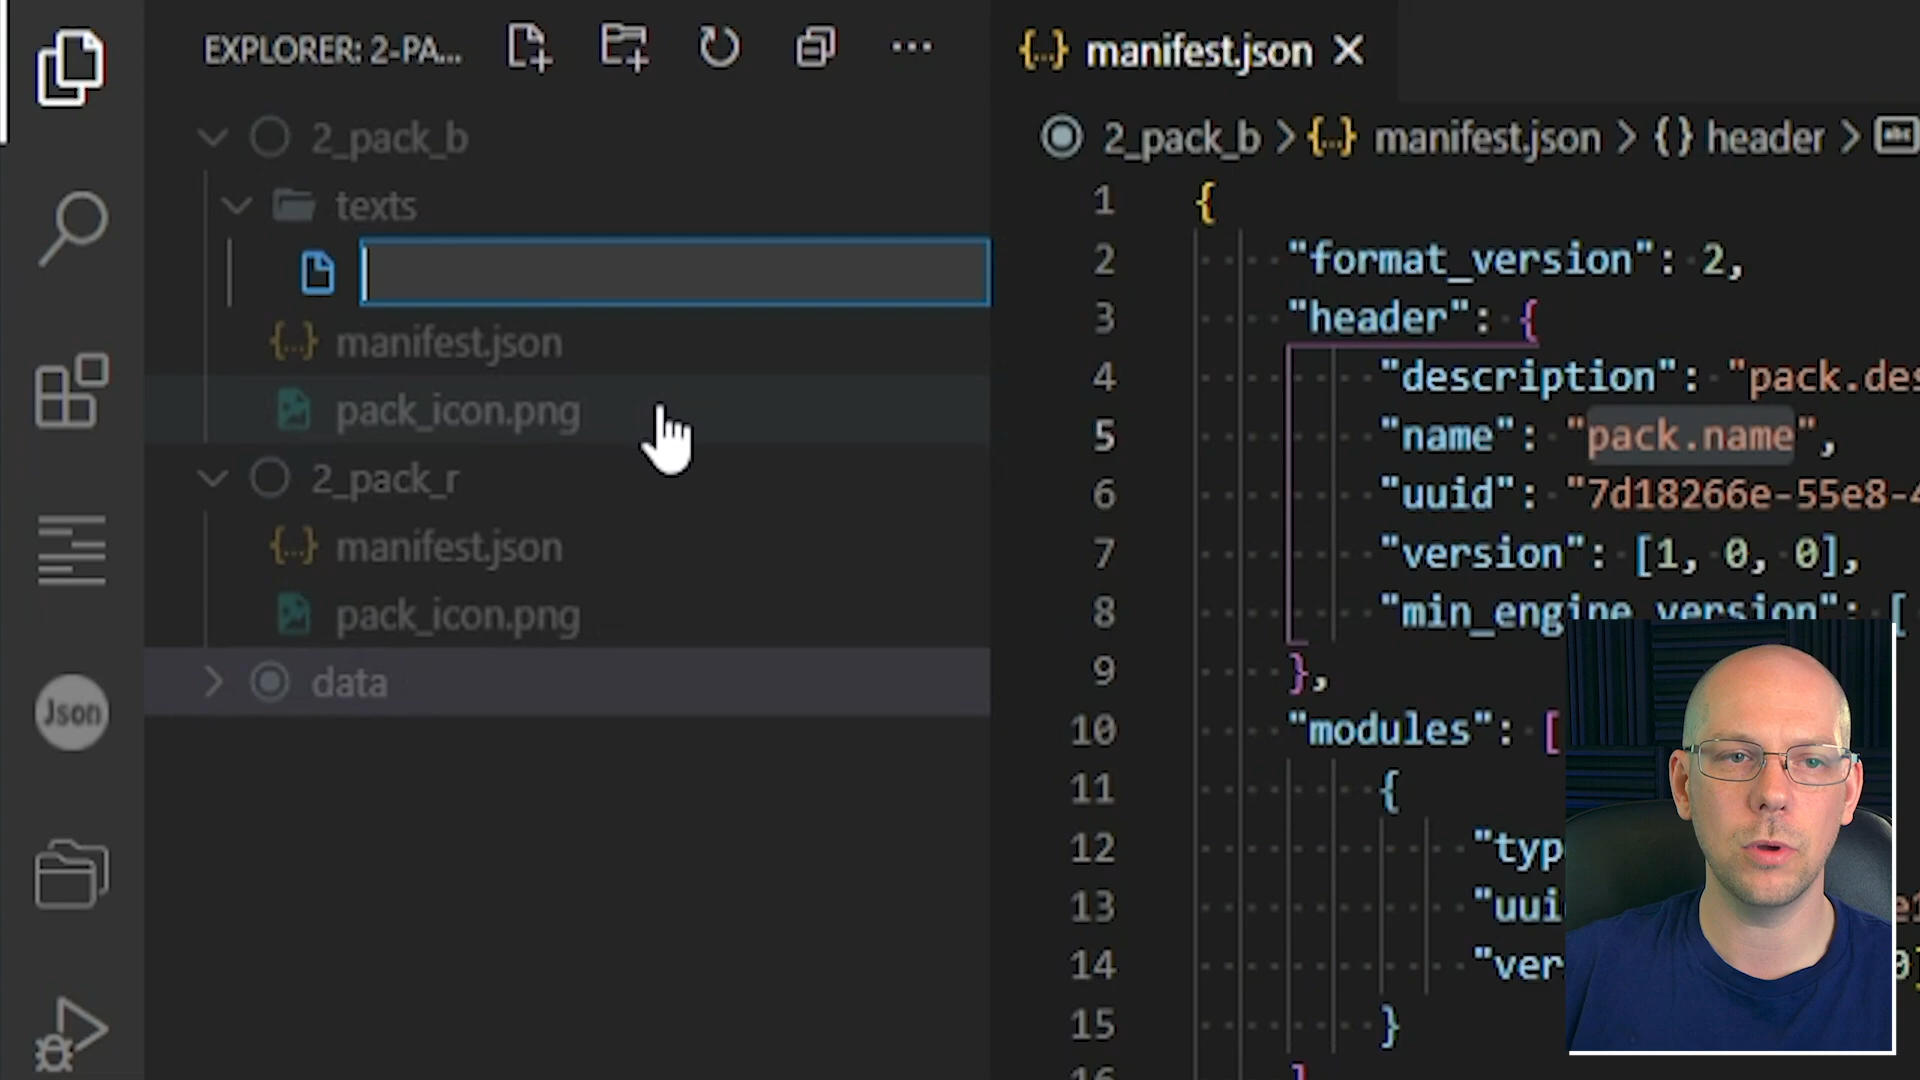 EXPLORER: 2-PA...
2_pack_b
texts
manifest.json
pack_icon.png
2_pack_r
manifest.json
pack_icon.png
data
Json
{..} manifest.json
2_pack_b > {..} manifest.json > {} header > abc
1 {
2 "format_version": 2,
3 "header": {
4 "description": "pack.des
5 "name": "pack.name",
6 "uuid": "7d18266e-55e8-4
7 "version": [1, 0, 0],
8 "min_engine_version": [
9 },
10 "modules": [
11 {
12 "typ
13 "uui
14 "ver
15 }
16 ]